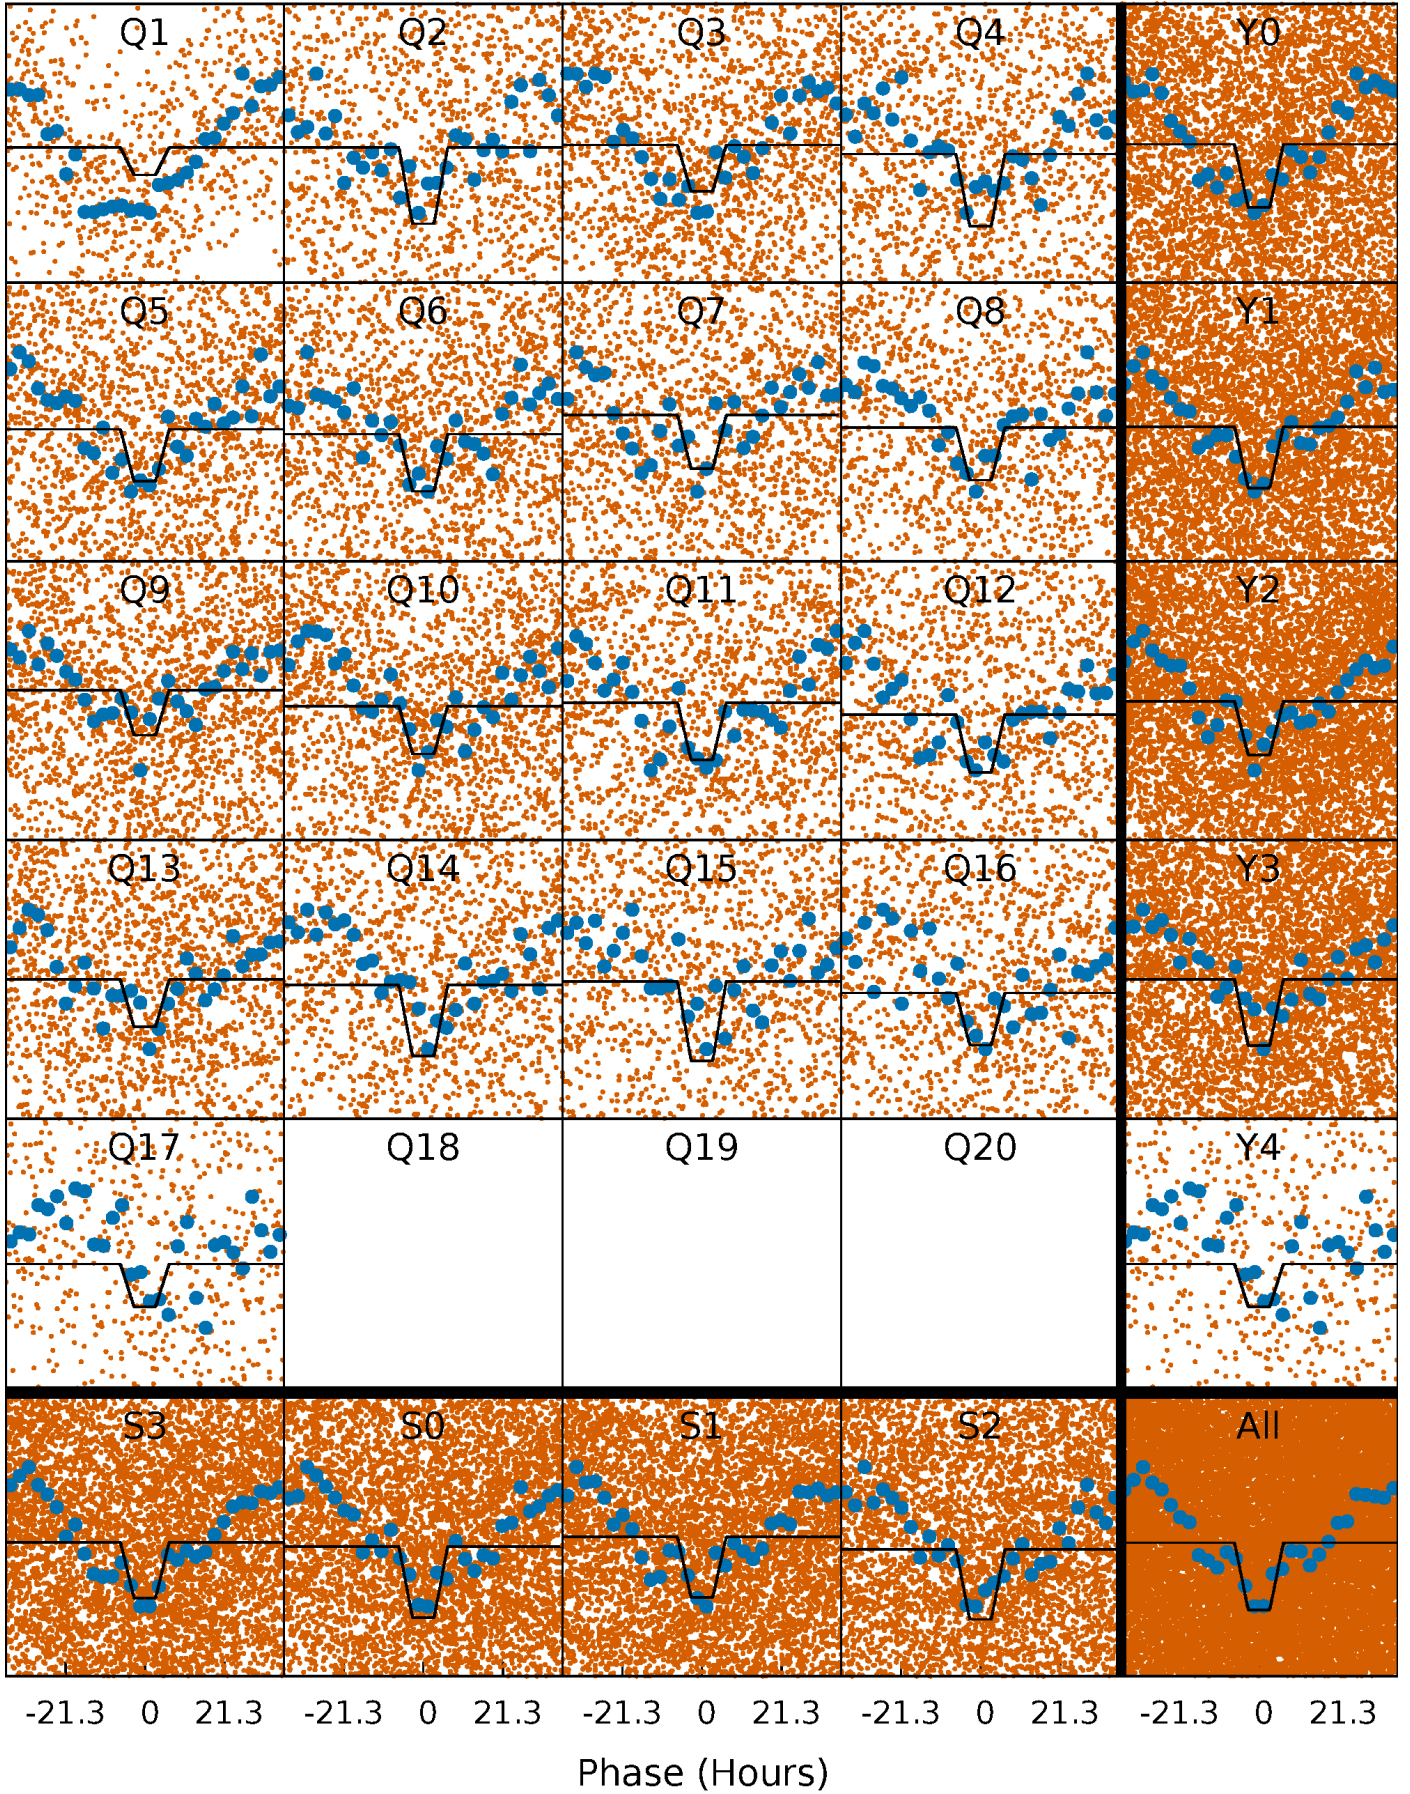 Q1 Q2 Q3 Q4 Y0
Q5 Q6 Q7 Q8 Y1
Q9 Q10 Q11 Q12 Y2
Q13 Q14 Q15 Q16 Y3
Q17 Q18 Q19 Q20 Y4
S3 S0 S1 S2 All
-21.3 0 21.3 -21.3 0 21.3 -21.3 0 21.3 -21.3 0 21.3 -21.3 0 21.3
Phase (Hours)